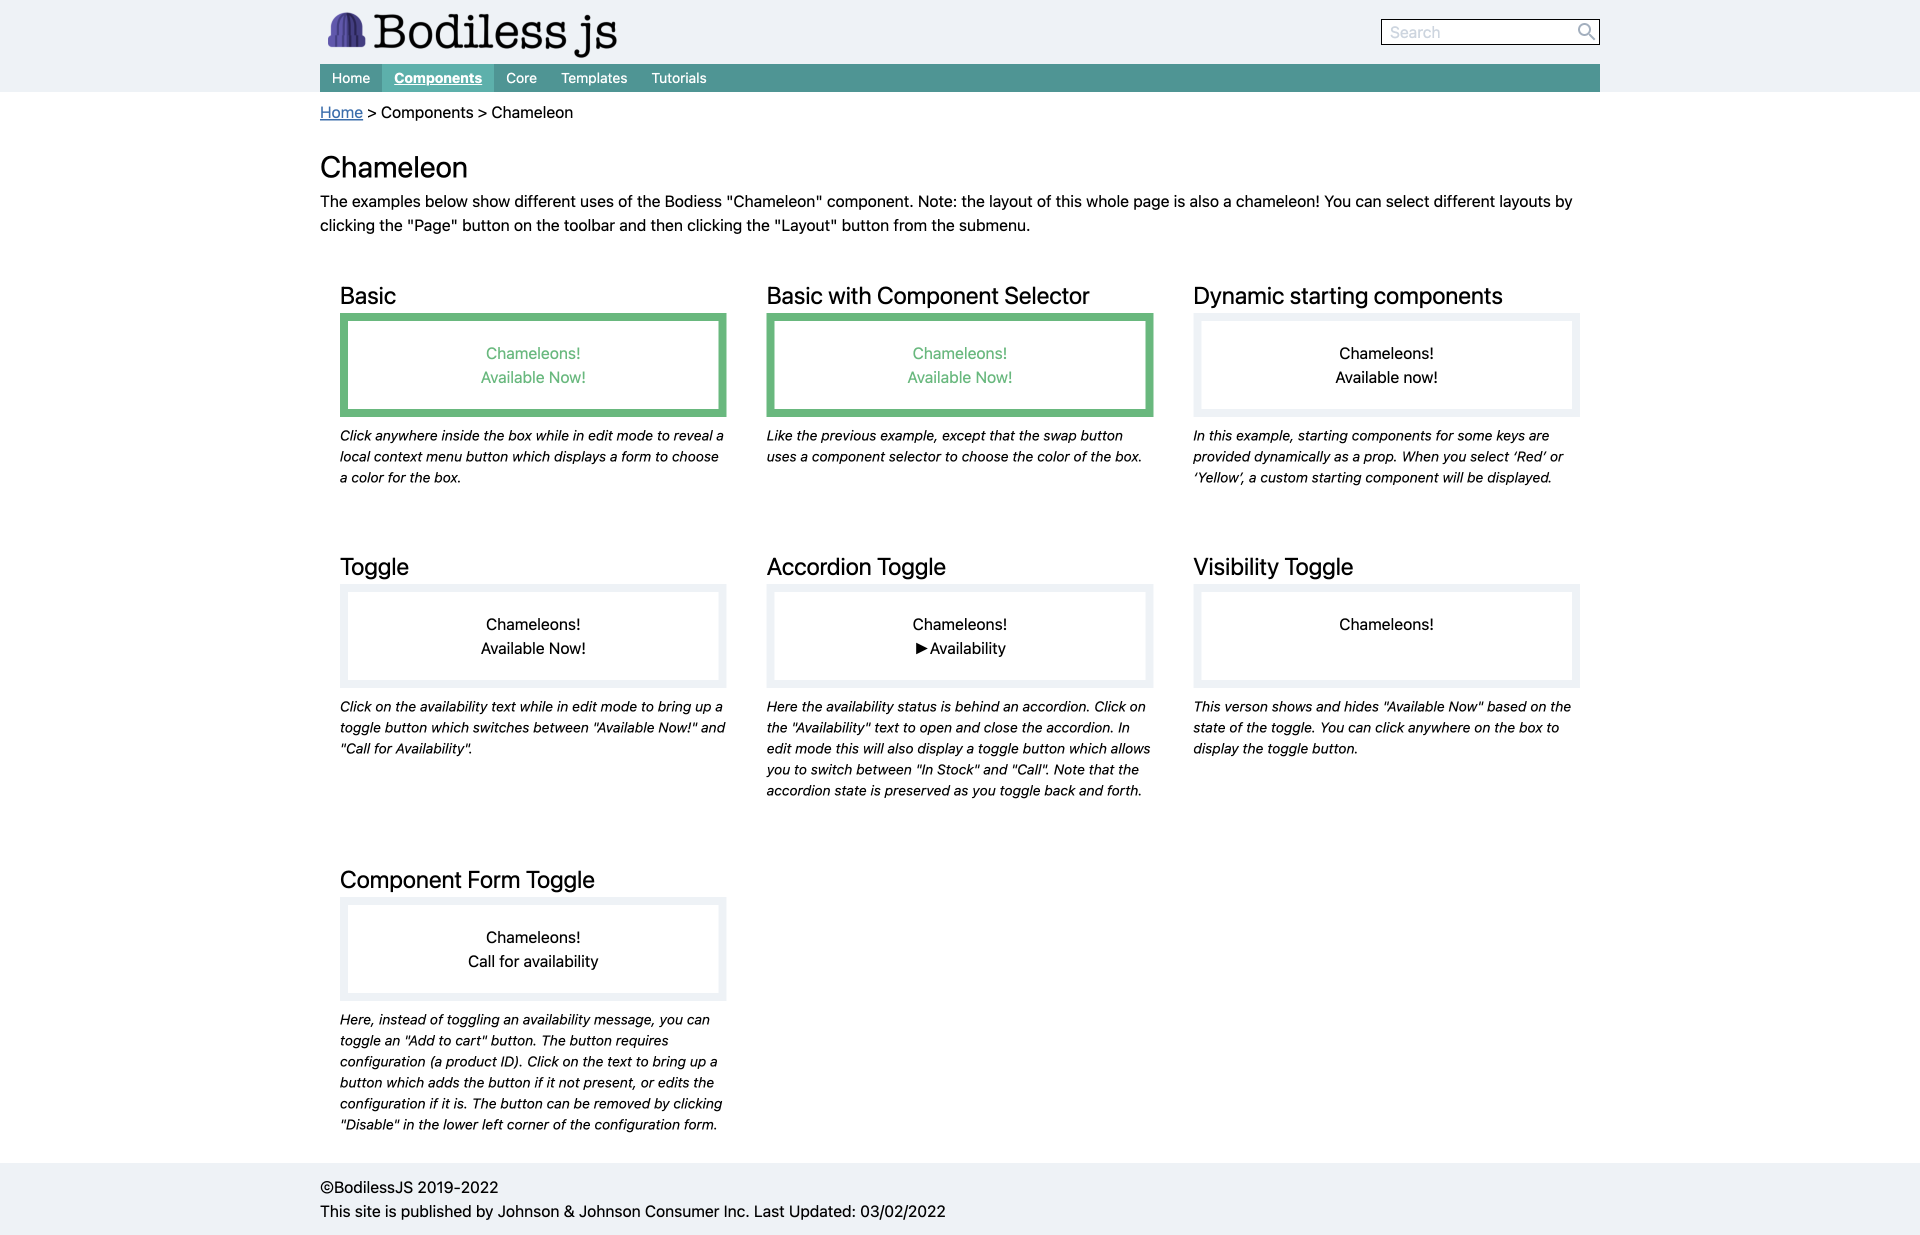 Bodiless js
Search
Home Components Core Templates Tutorials
Home > Components > Chameleon
Chameleon
The examples below show different uses of the Bodiess "Chameleon" component. Note: the layout of this whole page is also a chameleon! You can select different layouts by
clicking the "Page" button on the toolbar and then clicking the "Layout" button from the submenu.
Basic
Chameleons!
Available Now!
Click anywhere inside the box while in edit mode to reveal a
local context menu button which displays a form to choose
a color for the box.
Basic with Component Selector
Chameleons!
Available Now!
Like the previous example, except that the swap button
uses a component selector to choose the color of the box.
Dynamic starting components
Chameleons!
Available now!
In this example, starting components for some keys are
provided dynamically as a prop. When you select ‘Red’ or
‘Yellow’, a custom starting component will be displayed.
Toggle
Chameleons!
Available Now!
Click on the availability text while in edit mode to bring up a
toggle button which switches between "Available Now!" and
"Call for Availability".
Accordion Toggle
Chameleons!
▶Availability
Here the availability status is behind an accordion. Click on
the "Availability" text to open and close the accordion. In
edit mode this will also display a toggle button which allows
you to switch between "In Stock" and "Call". Note that the
accordion state is preserved as you toggle back and forth.
Visibility Toggle
Chameleons!
This verson shows and hides "Available Now" based on the
state of the toggle. You can click anywhere on the box to
display the toggle button.
Component Form Toggle
Chameleons!
Call for availability
Here, instead of toggling an availability message, you can
toggle an "Add to cart" button. The button requires
configuration (a product ID). Click on the text to bring up a
button which adds the button if it not present, or edits the
configuration if it is. The button can be removed by clicking
"Disable" in the lower left corner of the configuration form.
©BodilessJS 2019-2022
This site is published by Johnson & Johnson Consumer Inc. Last Updated: 03/02/2022